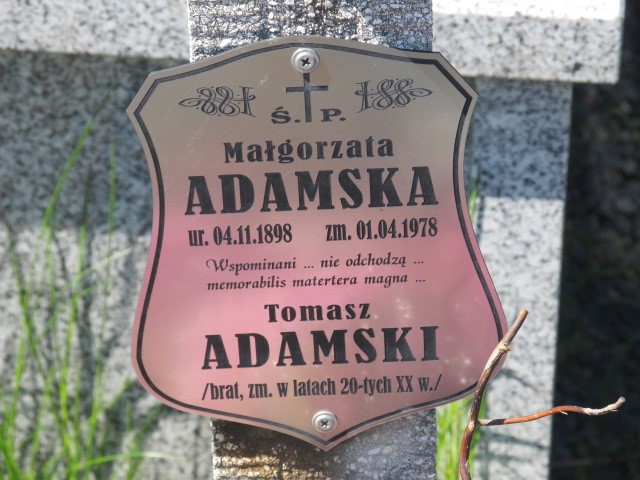 Ś. P.
Małgorzata
ADAMSKA
ur. 04.11.1898 zm. 01.04.1978
Wspominani ... nie odchodzą ...
memorabilis matertera magna ...
Tomasz
ADAMSKI
/brat, zm. w latach 20-tych XX w./